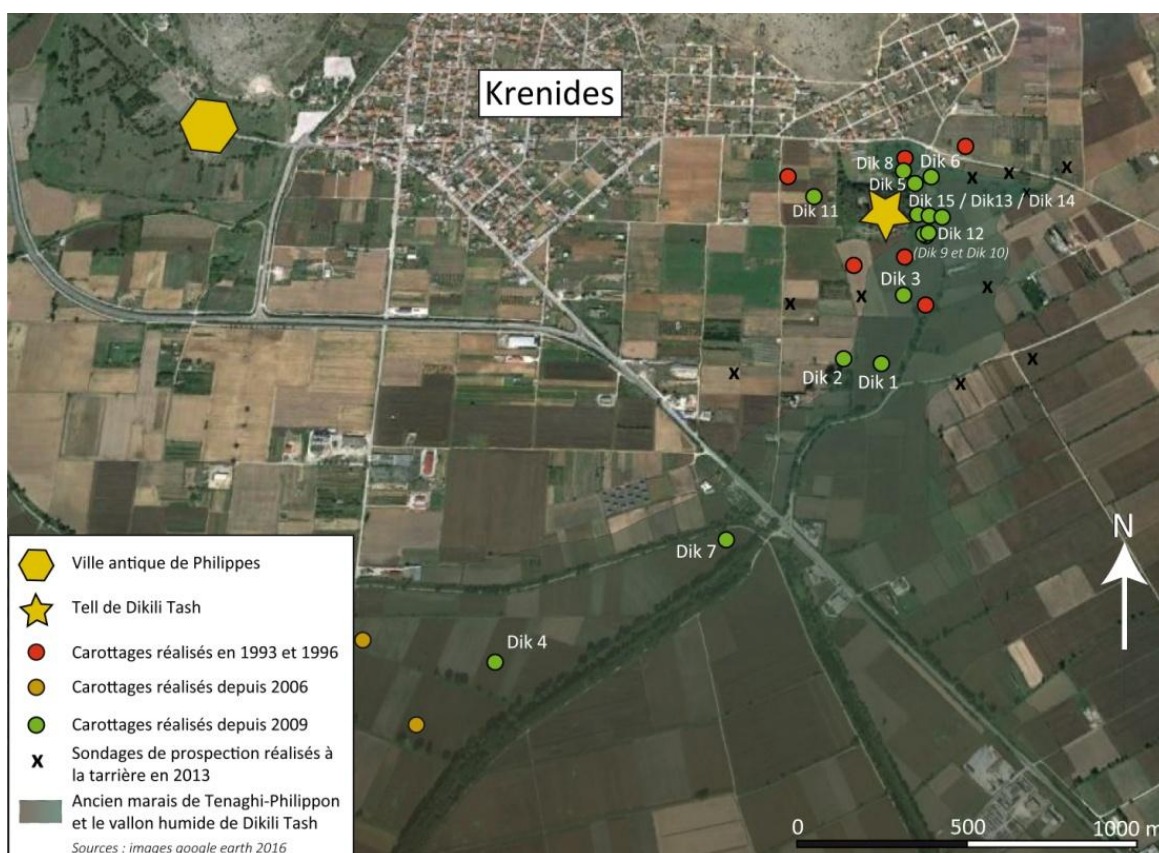 Krenides
Dik 8
Dik 6
Dik 5
Dik 11
Dik 15 / Dik13 / Dik 14
Dik 12
(Dik 9 et Dik 10)
Dik 3
Dik 2
Dik 1
Dik 7
Dik 4
N
Ville antique de Philippes
Tell de Dikili Tash
Carottages réalisés en 1993 et 1996
Carottages réalisés depuis 2006
Carottages réalisés depuis 2009
x Sondages de prospection réalisés à
la tarrière en 2013
Ancien marais de Tenaghi-Philippon
et le vallon humide de Dikili Tash
Sources : images google earth 2016
0 500 1000 m